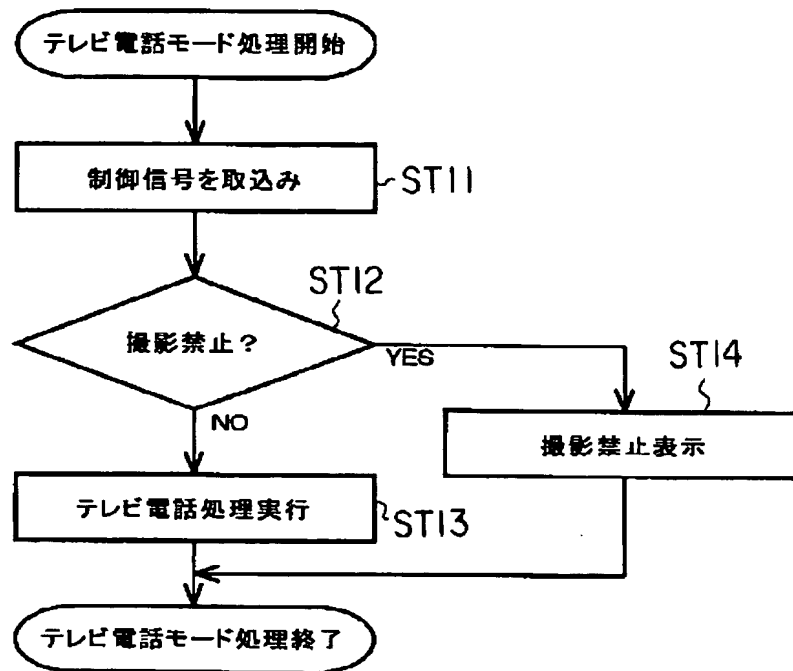 テレビ電話モード処理開始
制御信号を取込み
ST11
ST12
撮影禁止?
YES
ST14
NO
撮影禁止表示
テレビ電話処理実行
ST13
テレビ電話モード処理終了